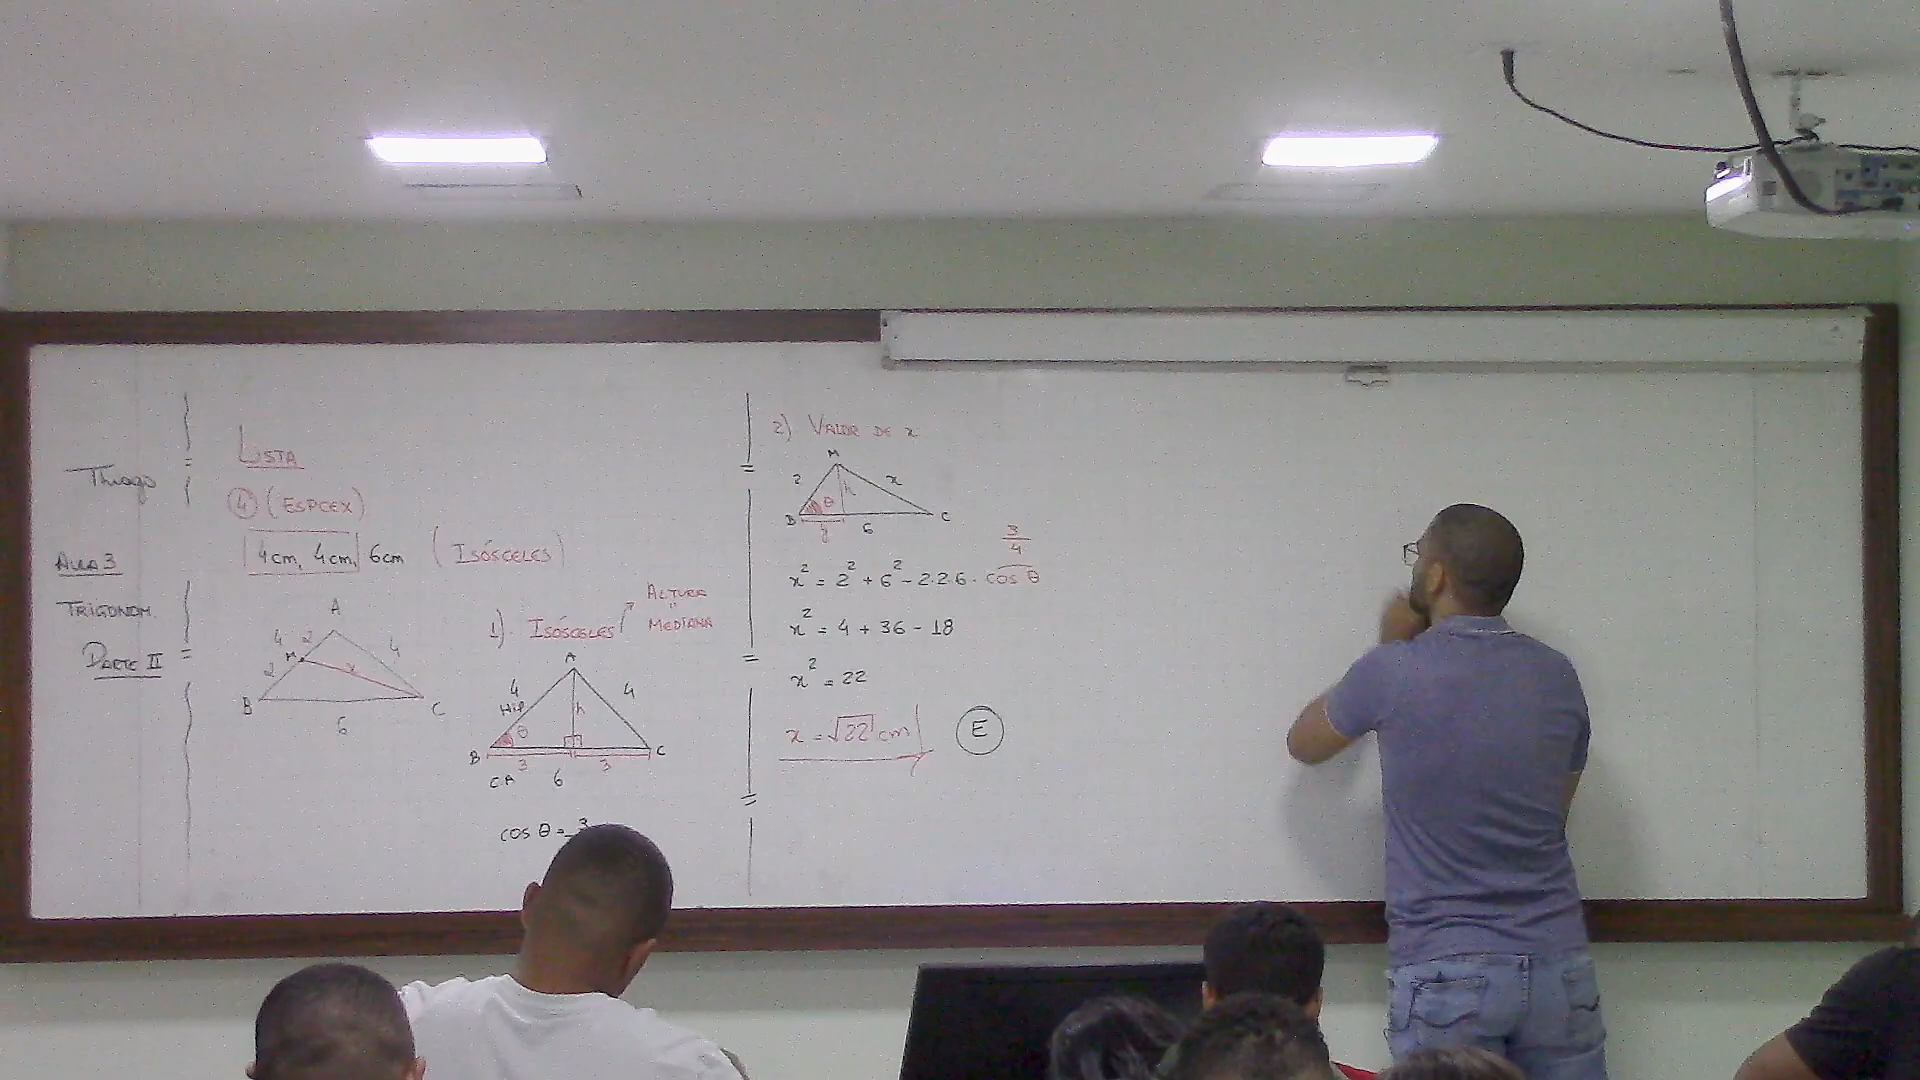 Thiago
AULA 3
TRIGONOM.
PARTE II
LISTA
4 (ESPCEX)
4cm, 4cm, 6cm (ISÓSCELES)
A
4 2 4
M
2 x
B C
6
1). ISÓSCELES
ALTURA
"
MEDIANA
A
4 4
HIP h
θ
B C
3 3
C.A 6
cos θ = 3
2) VALOR DE x
M
2 h x
θ
B C
y 6
3/4
x² = 2² + 6² - 2.2.6. cos θ
x² = 4 + 36 - 18
x² = 22
x = √22 cm E